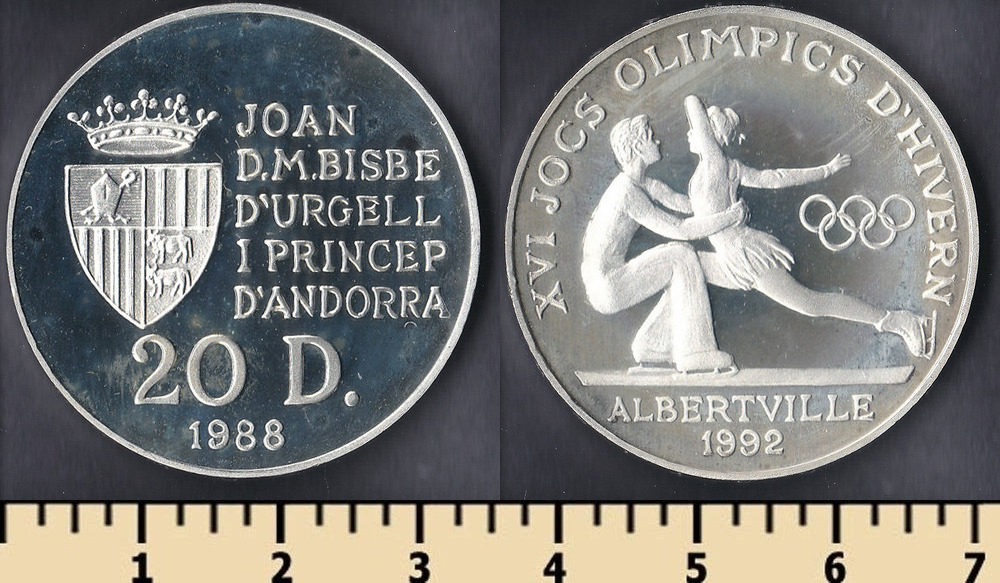 JOAN
D.M.BISBE
D'URGELL
I PRINCEP
D'ANDORRA
20 D.
1988
XVI JOCS OLIMPICS D'HIVERN
ALBERTVILLE
1992
1 2 3 4 5 6 7